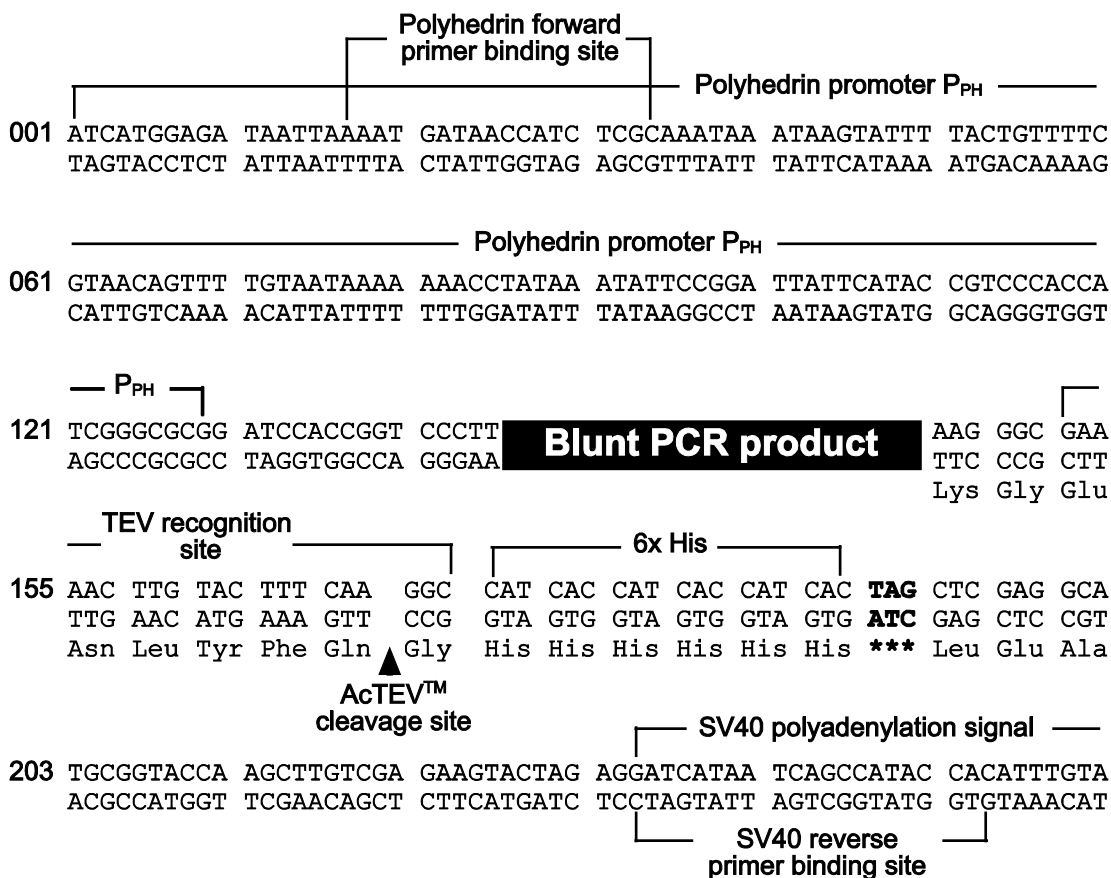 Polyhedrin forward
primer binding site
Polyhedrin promoter PPH
001 ATCATGGAGA TAATTAAAAT GATAACCATC TCGCAAATAA ATAAGTATTT TACTGTTTTC
TAGTACCTCT ATTAATTTTA CTATTGGTAG AGCGTTTATT TATTCATAAA ATGACAAAAG
Polyhedrin promoter PPH
061 GTAACAGTTT TGTAATAAAA AAACCTATAA ATATTCCGGA TTATTCATAC CGTCCCACCA
CATTGTCAAA ACATTATTTT TTTGGATATT TATAAGGCCT AATAAGTATG GCAGGGTGGT
PPH
121 TCGGGCGCGG ATCCACCGGT CCCTT Blunt PCR product AAG GGC GAA
AGCCCGCGCC TAGGTGGCCA GGGAA TTC CCG CTT
Lys Gly Glu
TEV recognition
site
6x His
155 AAC TTG TAC TTT CAA GGC CAT CAC CAT CAC CAT CAC TAG CTC GAG GCA
TTG AAC ATG AAA GTT CCG GTA GTG GTA GTG GTA GTG ATC GAG CTC CGT
Asn Leu Tyr Phe Gln Gly His His His His His His *** Leu Glu Ala
AcTEV™
cleavage site
SV40 polyadenylation signal
203 TGCGGTACCA AGCTTGTCGA GAAGTACTAG AGGATCATAA TCAGCCATAC CACATTTGTA
ACGCCATGGT TCGAACAGCT CTTCATGATC TCCTAGTATT AGTCGGTATG GTGTAAACAT
SV40 reverse
primer binding site